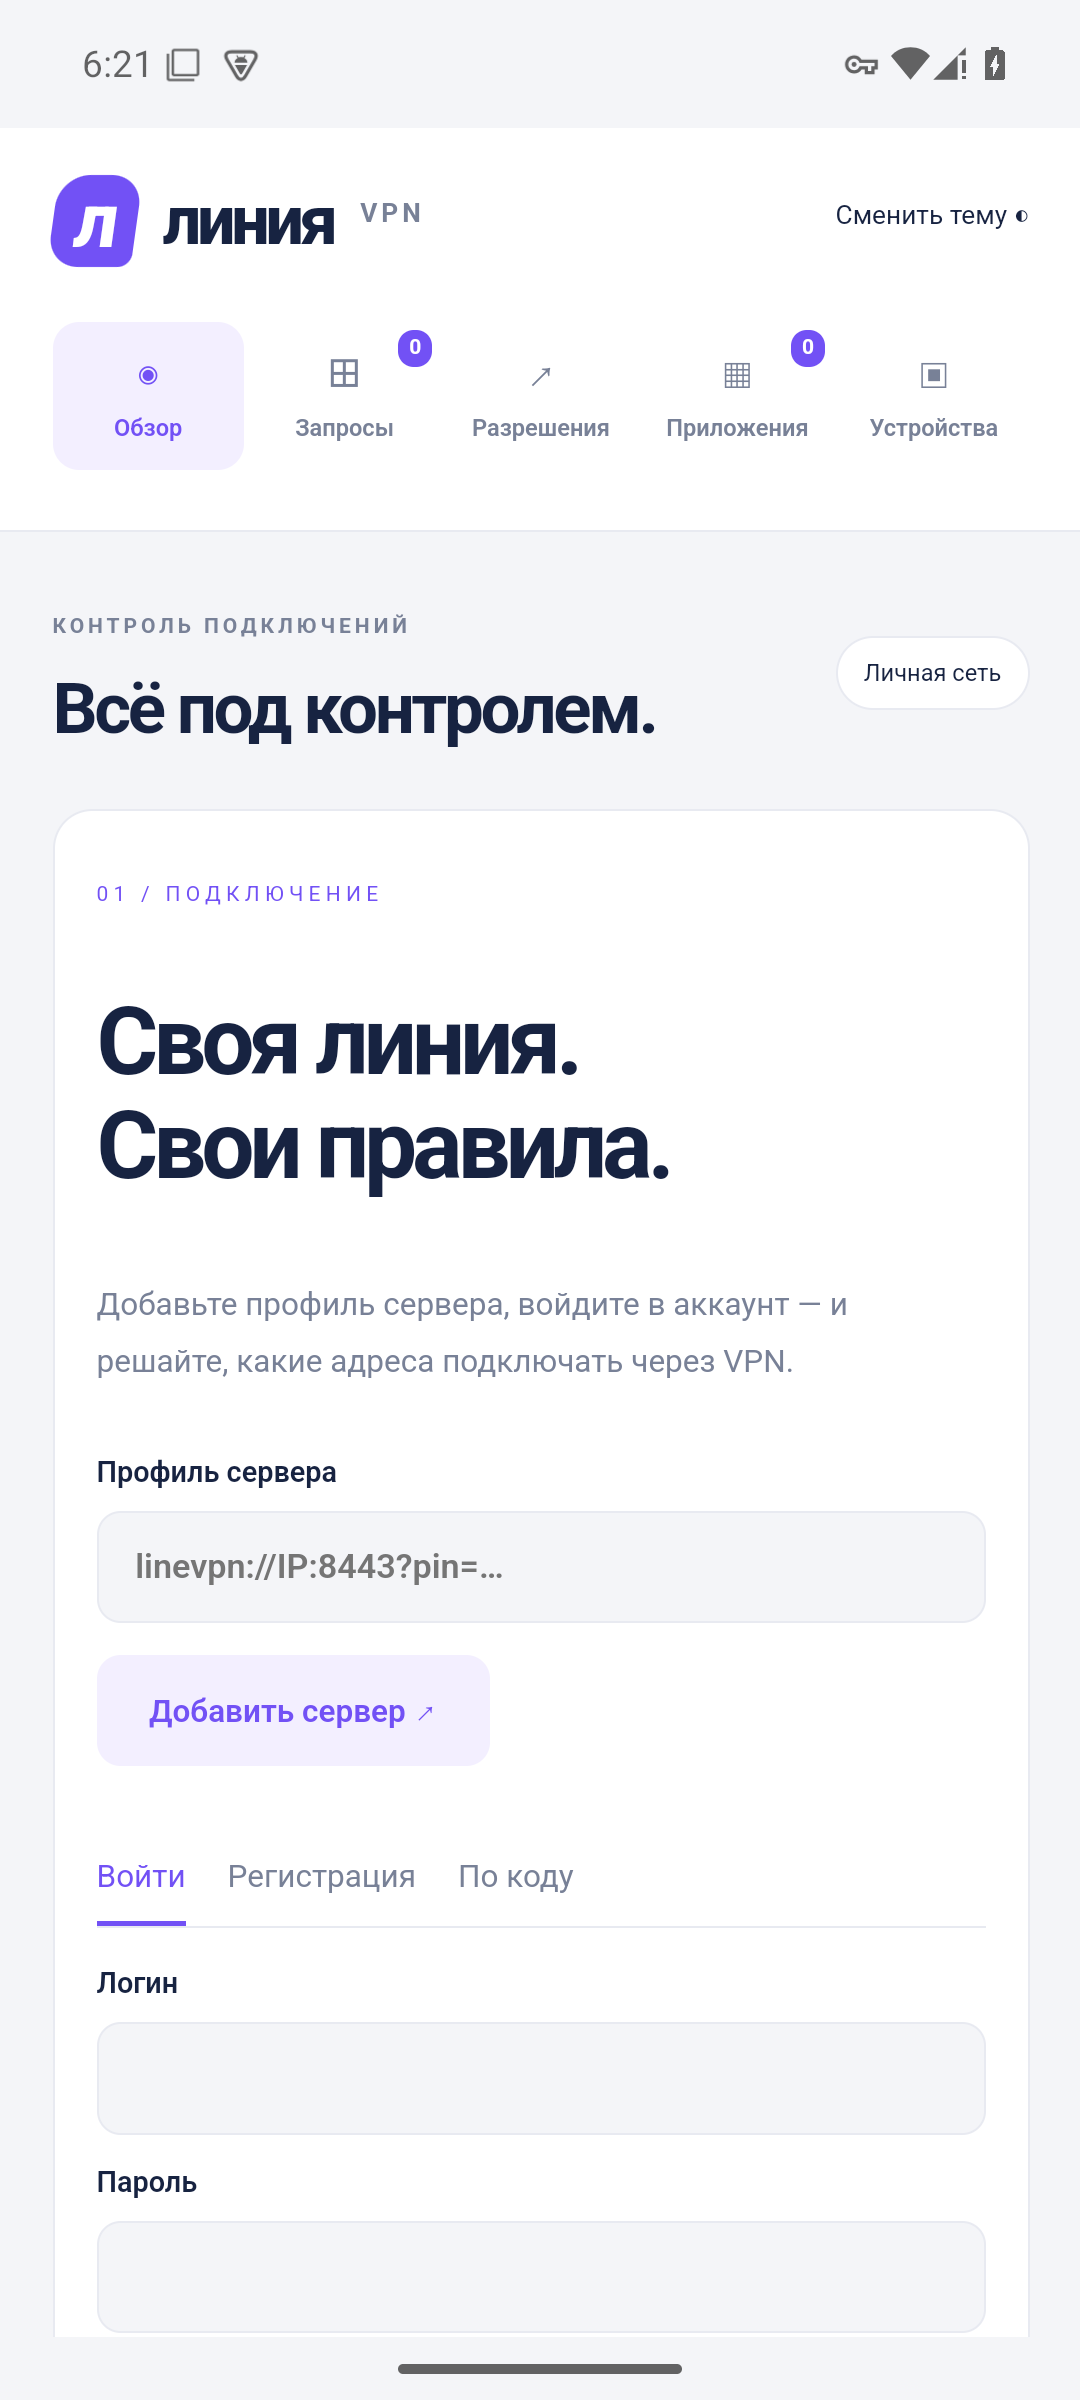 6:21
л линия VPN
Сменить тему
0
0
Обзор
Запросы
Разрешения
Приложения
Устройства
КОНТРОЛЬ ПОДКЛЮЧЕНИЙ
Всё под контролем.
Личная сеть
01 / ПОДКЛЮЧЕНИЕ
Своя линия.
Свои правила.
Добавьте профиль сервера, войдите в аккаунт — и
решайте, какие адреса подключать через VPN.
Профиль сервера
linevpn://IP:8443?pin=…
Добавить сервер ↗
Войти
Регистрация
По коду
Логин
Пароль